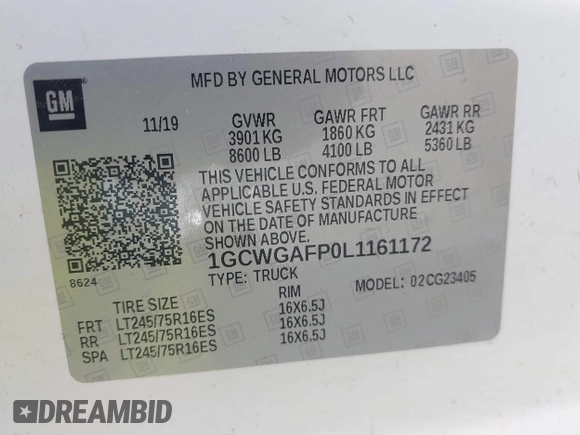 MFD BY GENERAL MOTORS LLC
GM
11/19 GVWR GAWR FRT GAWR RR
3901 KG 1860 KG 2431 KG
8600 LB 4100 LB 5360 LB
THIS VEHICLE CONFORMS TO ALL
APPLICABLE U.S. FEDERAL MOTOR
VEHICLE SAFETY STANDARDS IN EFFECT
ON THE DATE OF MANUFACTURE
SHOWN ABOVE.
1GCWGAFP0L1161172
8624
TYPE: TRUCK MODEL: 02CG23405
TIRE SIZE RIM
FRT LT245/75R16ES 16X6.5J
RR LT245/75R16ES 16X6.5J
SPA LT245/75R16ES 16X6.5J
DREAMBID